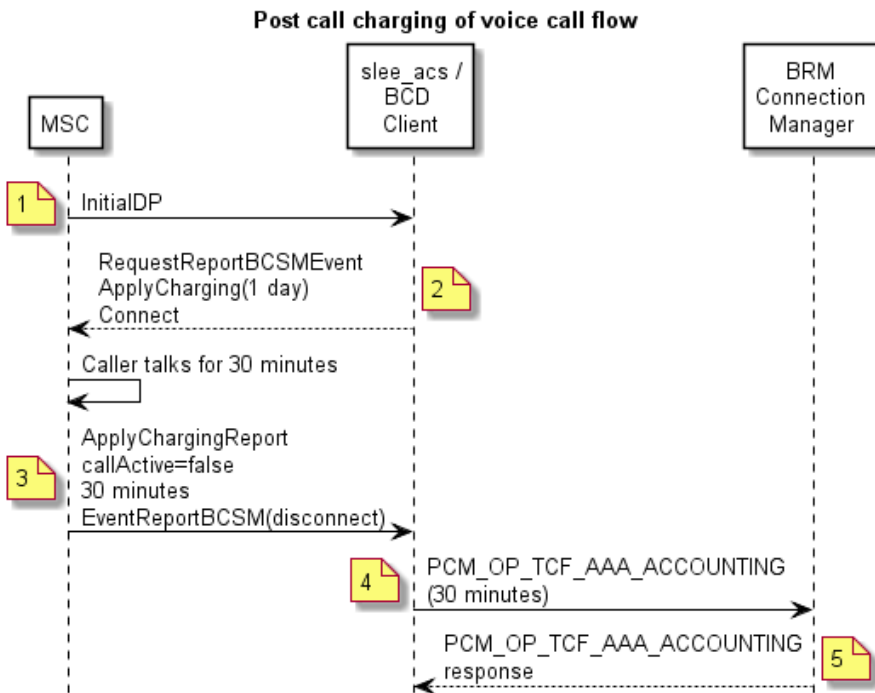 Post call charging of voice call flow
MSC
slee_acs /
BCD
Client
BRM
Connection
Manager
1
InitialDP
RequestReportBCSMEvent
ApplyCharging(1 day)
Connect
2
Caller talks for 30 minutes
3
ApplyChargingReport
callActive=false
30 minutes
EventReportBCSM(disconnect)
4
PCM_OP_TCF_AAA_ACCOUNTING
(30 minutes)
PCM_OP_TCF_AAA_ACCOUNTING
response
5